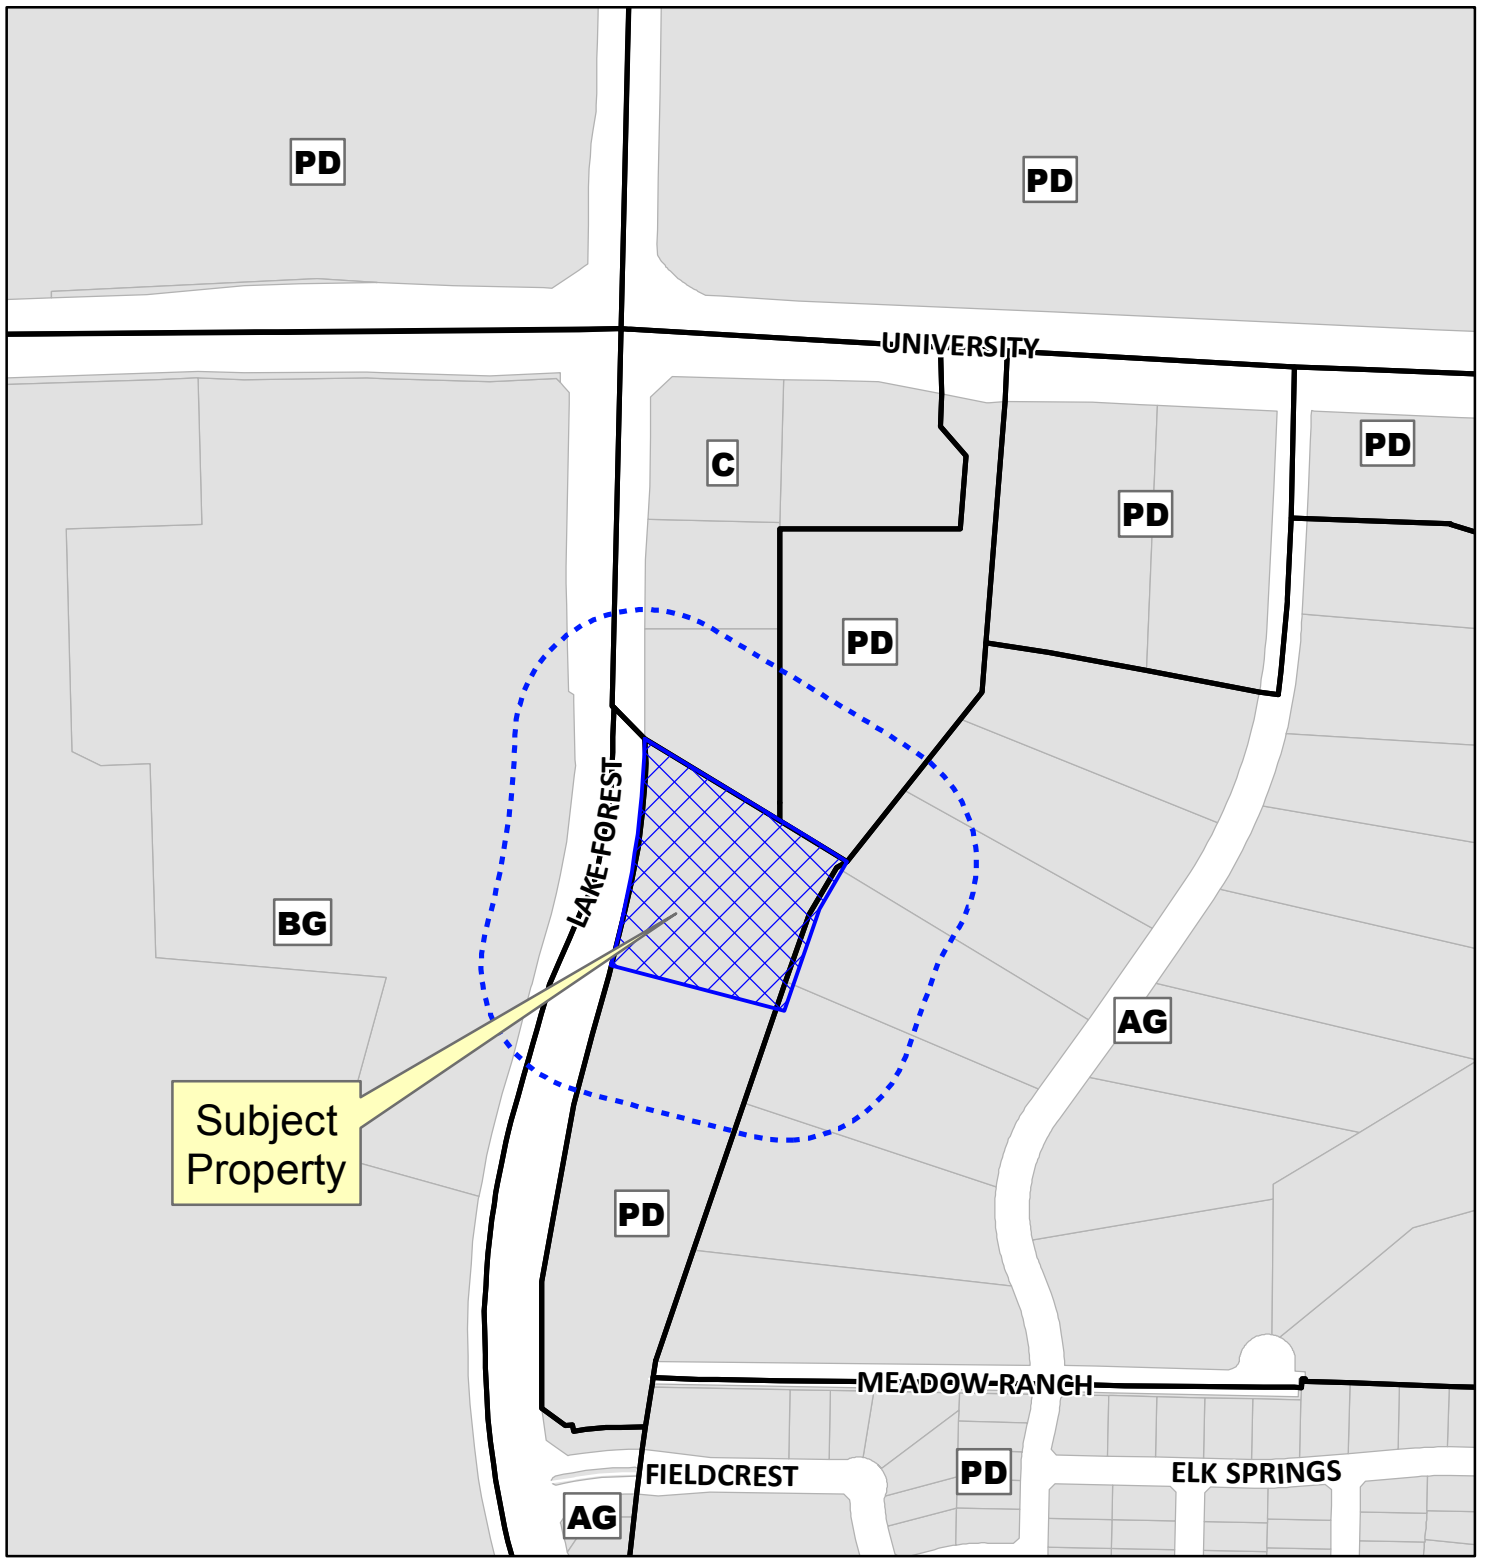 PD
PD
UNIVERSITY
PD
C
PD
PD
LAKE FOREST
BG
AG
Subject
Property
PD
MEADOW RANCH
FIELDCREST
PD
ELK SPRINGS
AG